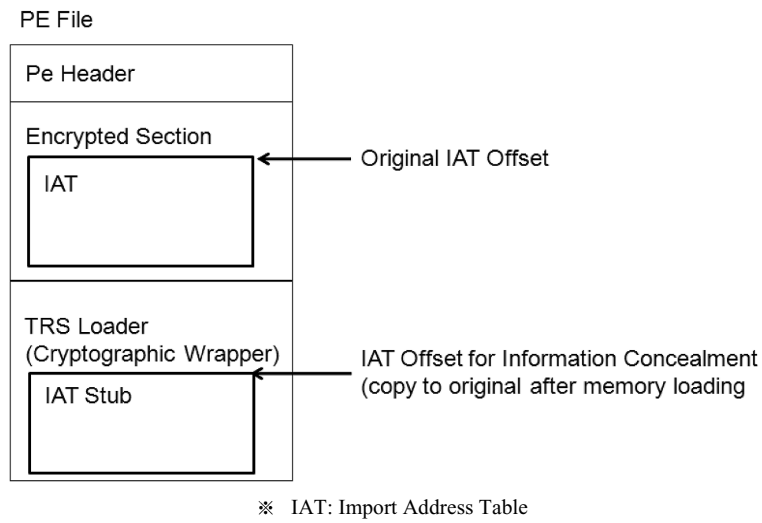 PE File
Pe Header
Encrypted Section
IAT
Original IAT Offset
TRS Loader
(Cryptographic Wrapper)
IAT Stub
IAT Offset for Information Concealment
(copy to original after memory loading
※ IAT: Import Address Table